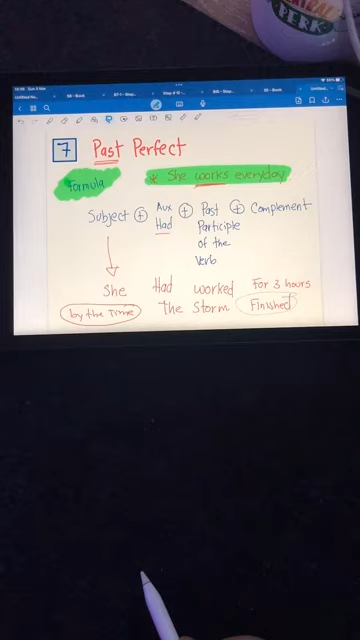 PERK
7 Past Perfect
Formula
* She works everyday
Subject + Aux Had + Past Participle of the Verb + Complement
She Had worked For 3 hours
by the Time The Storm Finished